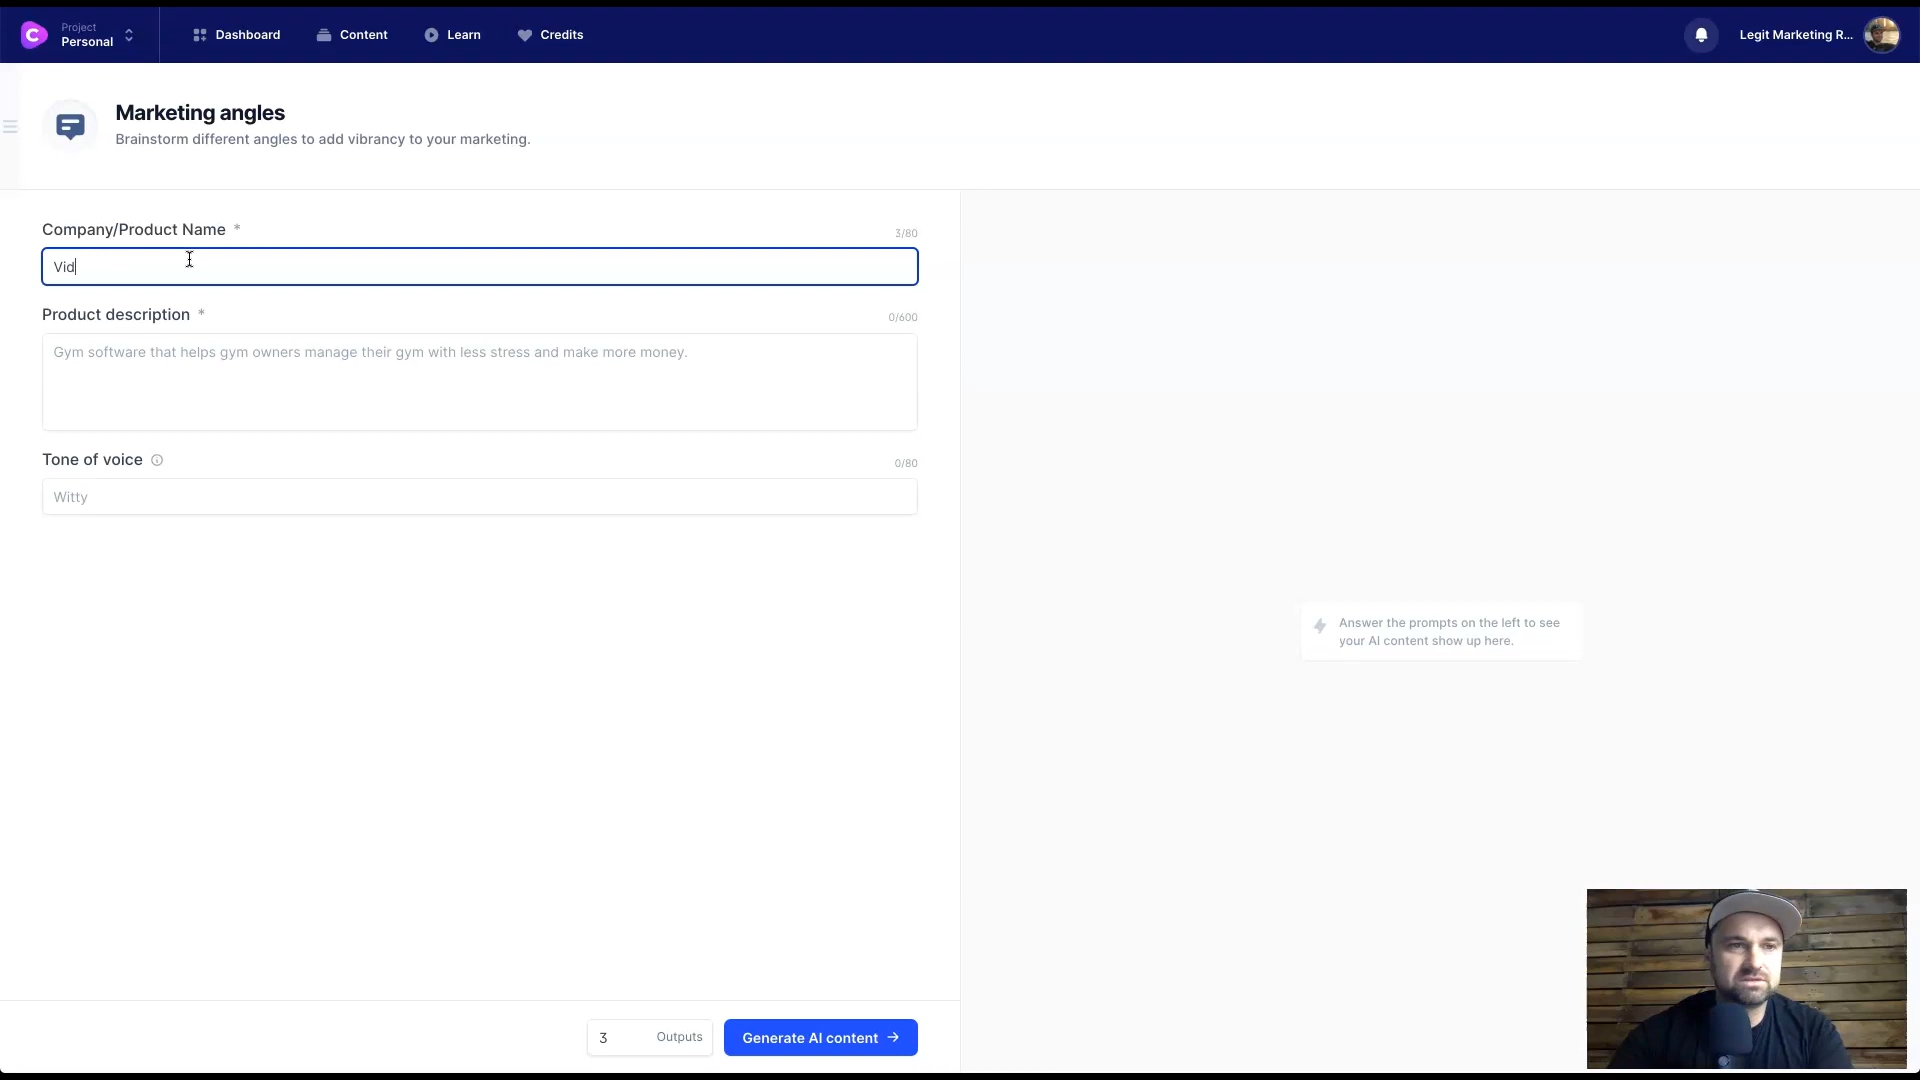 C
Project
Personal
Dashboard
Content
Learn
Credits
Legit Marketing R...
Marketing angles
Brainstorm different angles to add vibrancy to your marketing.
Company/Product Name *
3/80
Vid
Product description *
0/600
Gym software that helps gym owners manage their gym with less stress and make more money.
Tone of voice
0/80
Witty
Answer the prompts on the left to see
your AI content show up here.
3 Outputs
Generate AI content →